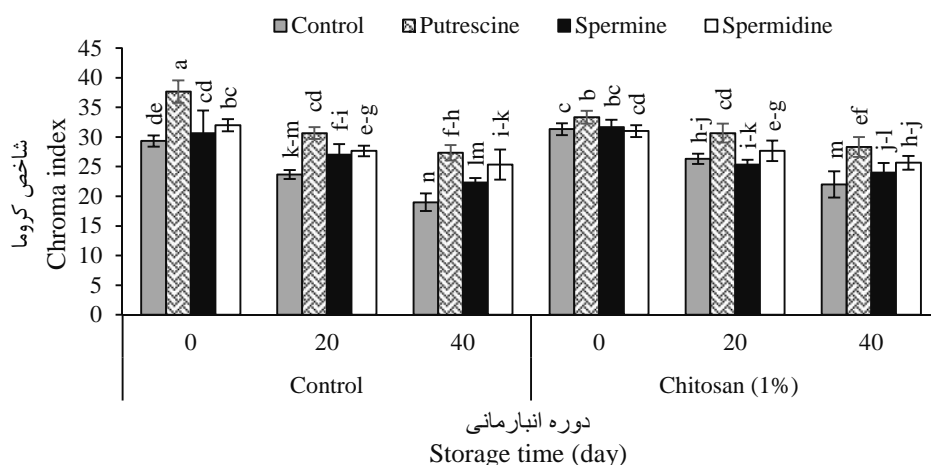 Control Putrescine Spermine Spermidine
شاخص کروما
Chroma index
45
40
35
30
25
20
15
10
5
0
de a cd bc
k-m cd f-i e-g
n f-h lm i-k
c b bc cd
h-j cd i-k e-g
m ef j-l h-j
0 20 40 0 20 40
Control Chitosan (1%)
دوره انبارمانی
Storage time (day)